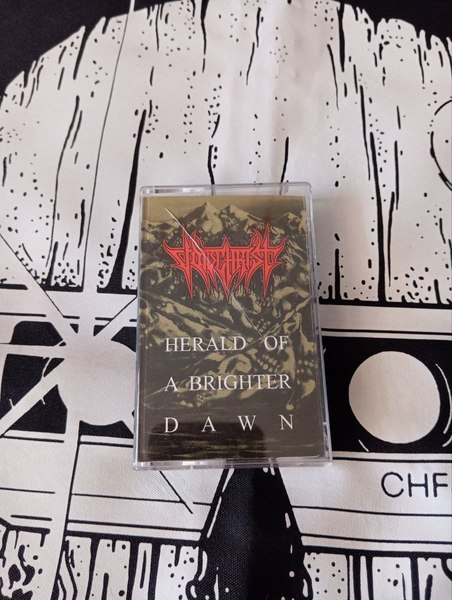 HERALD OF
A BRIGHTER
DAWN
CHF